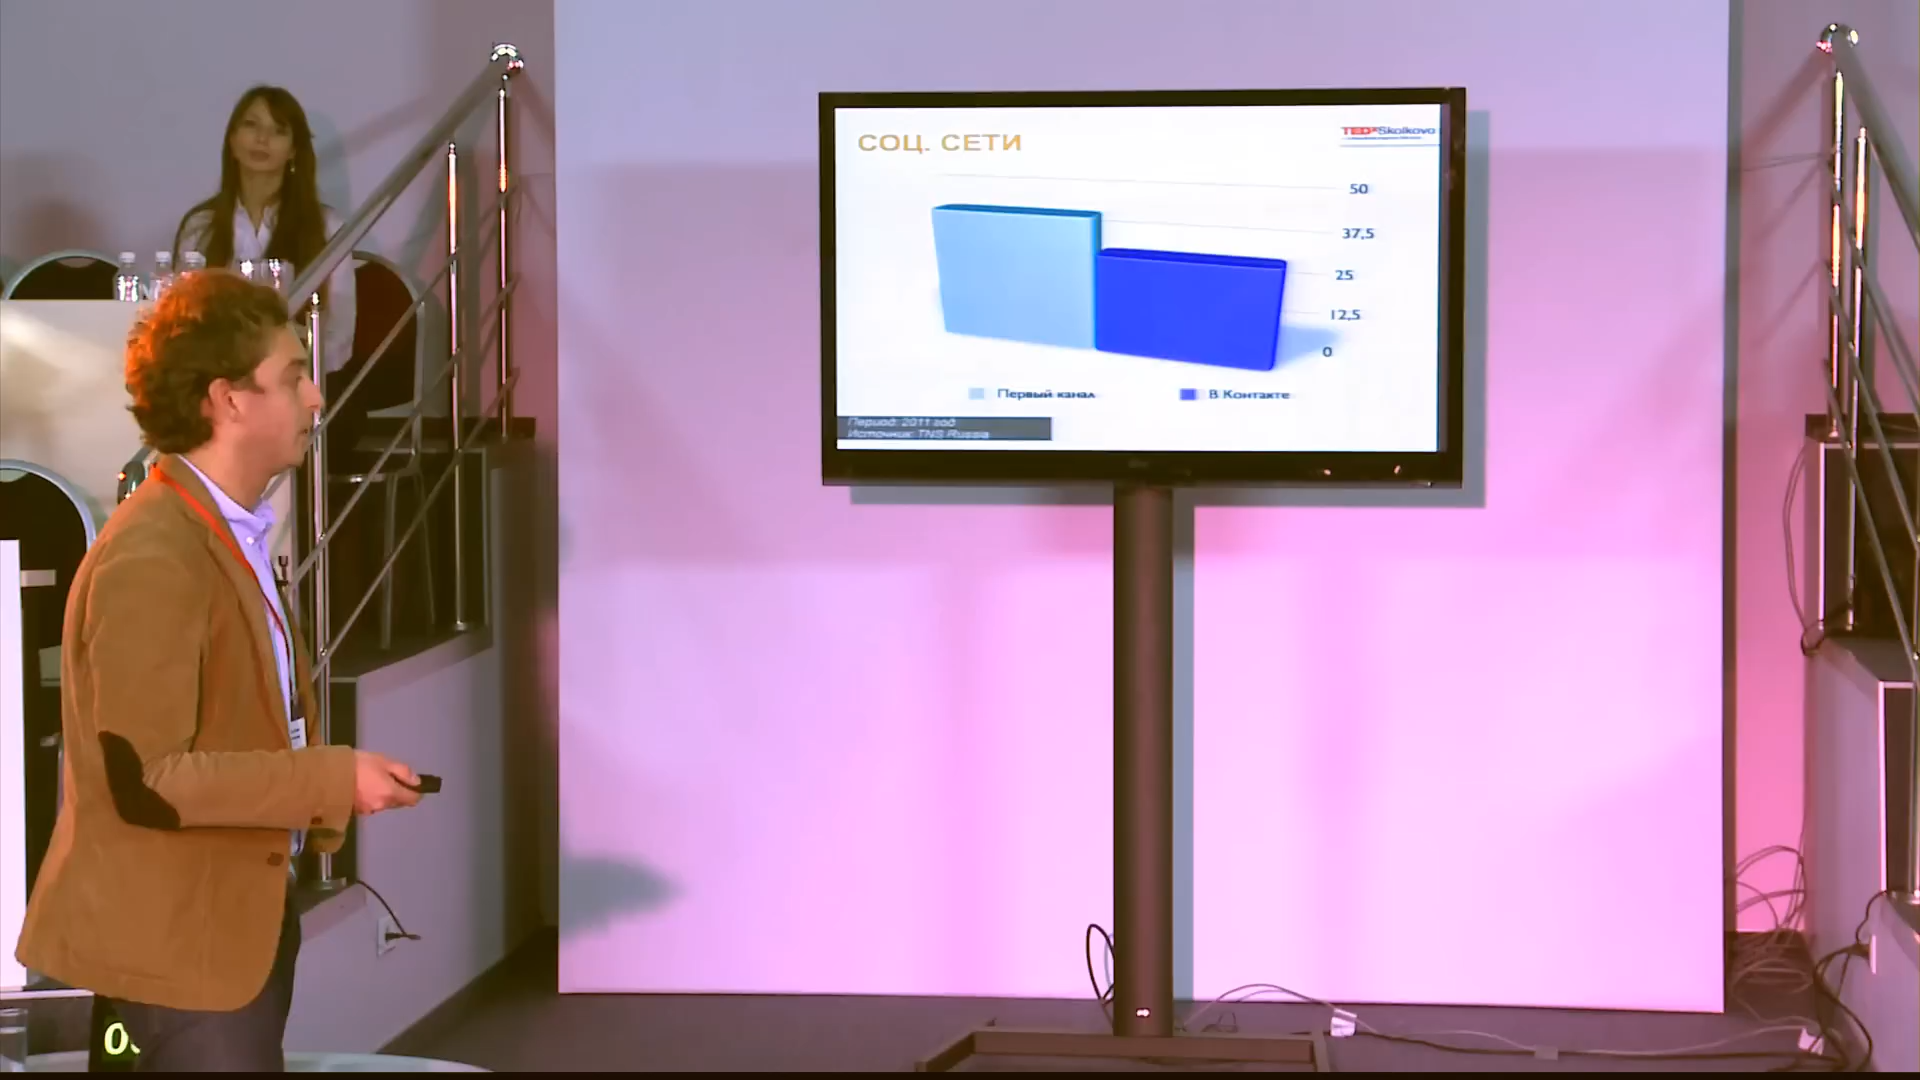 СОЦ. СЕТИ
TEDxSkolkovo
50
37,5
25
12,5
0
Первый канал
В Контакте
Период: 2011 год
Источник: TNS Russia